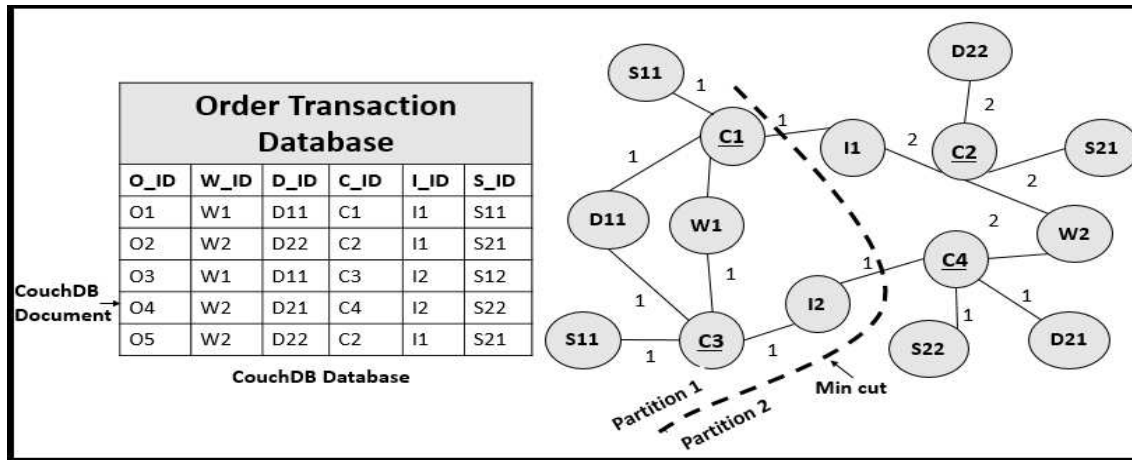 Order Transaction
Database
O_ID W_ID D_ID C_ID I_ID S_ID
O1 W1 D11 C1 I1 S11
O2 W2 D22 C2 I1 S21
O3 W1 D11 C3 I2 S12
O4 W2 D21 C4 I2 S22
O5 W2 D22 C2 I1 S21
CouchDB
Document
CouchDB Database
D22
S11
1
2
C1
1
I1
2
C2
S21
1
2
D11
W1
2
W2
C4
1
1
I2
1
1
1
S11
1
C3
1
S22
D21
Min cut
Partition 1
Partition 2